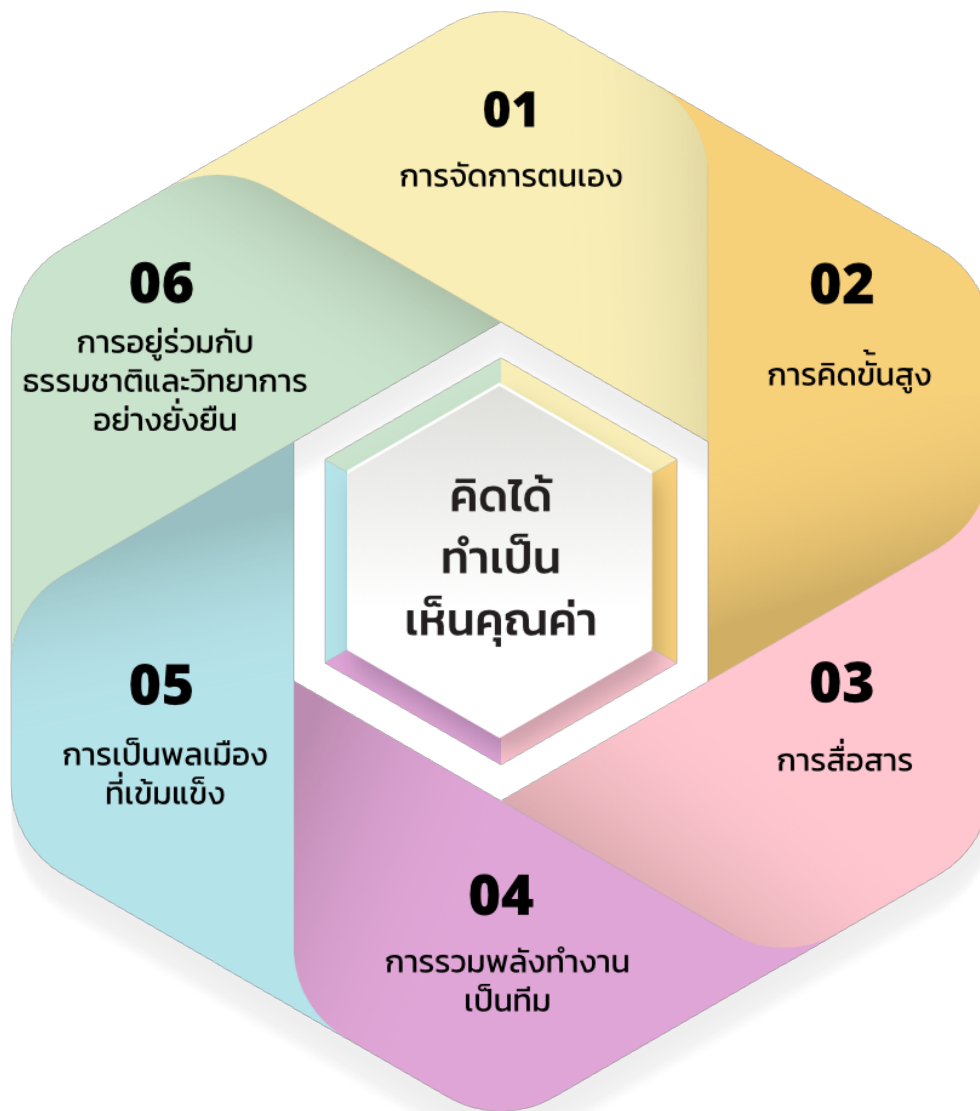 01
การจัดการตนเอง
02
การคิดขั้นสูง
03
การสื่อสาร
04
การรวมพลังทำงาน
เป็นทีม
05
การเป็นพลเมือง
ที่เข้มแข็ง
06
การอยู่ร่วมกับ
ธรรมชาติและวิทยาการ
อย่างยั่งยืน
คิดได้
ทำเป็น
เห็นคุณค่า